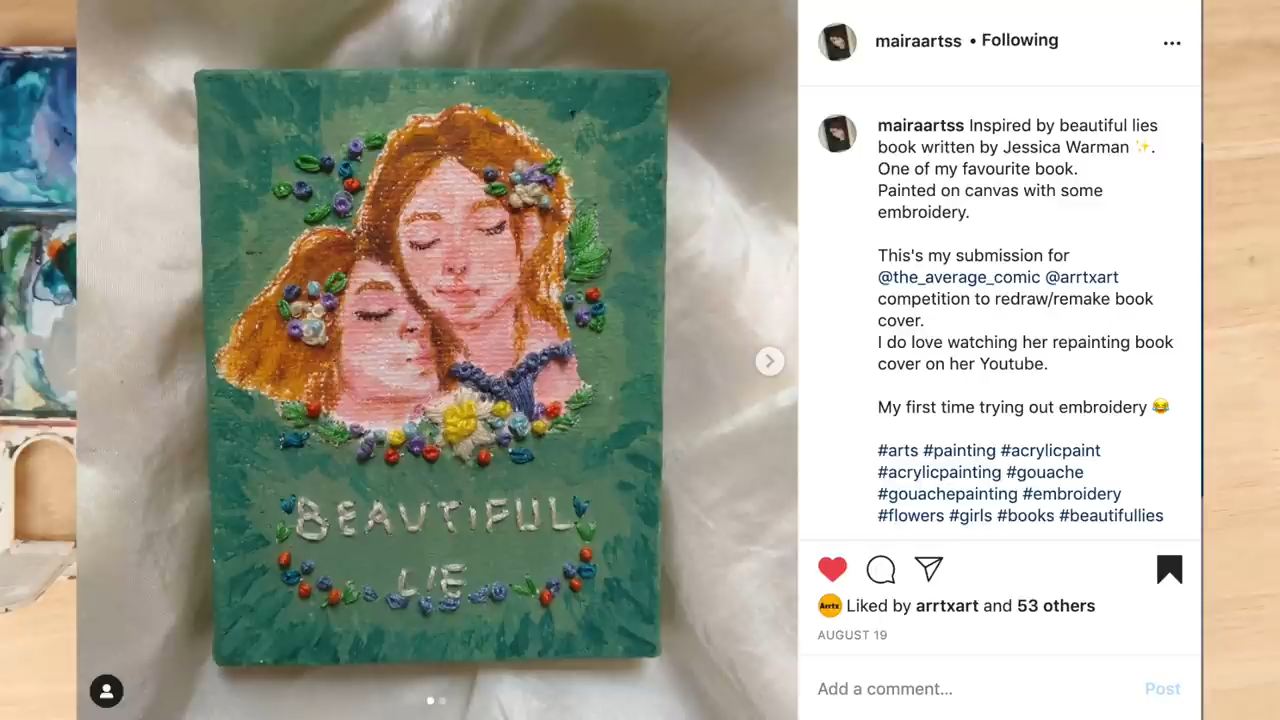 BEAUTIFUL
LIE
mairaartss • Following
mairaartss Inspired by beautiful lies
book written by Jessica Warman ✨.
One of my favourite book.
Painted on canvas with some
embroidery.
This's my submission for
@the_average_comic @arrtxart
competition to redraw/remake book
cover.
I do love watching her repainting book
cover on her Youtube.
My first time trying out embroidery 😂
#arts #painting #acrylicpaint
#acrylicpainting #gouache
#gouachepainting #embroidery
#flowers #girls #books #beautifullies
Arrtx
Liked by arrtxart and 53 others
AUGUST 19
Add a comment... Post